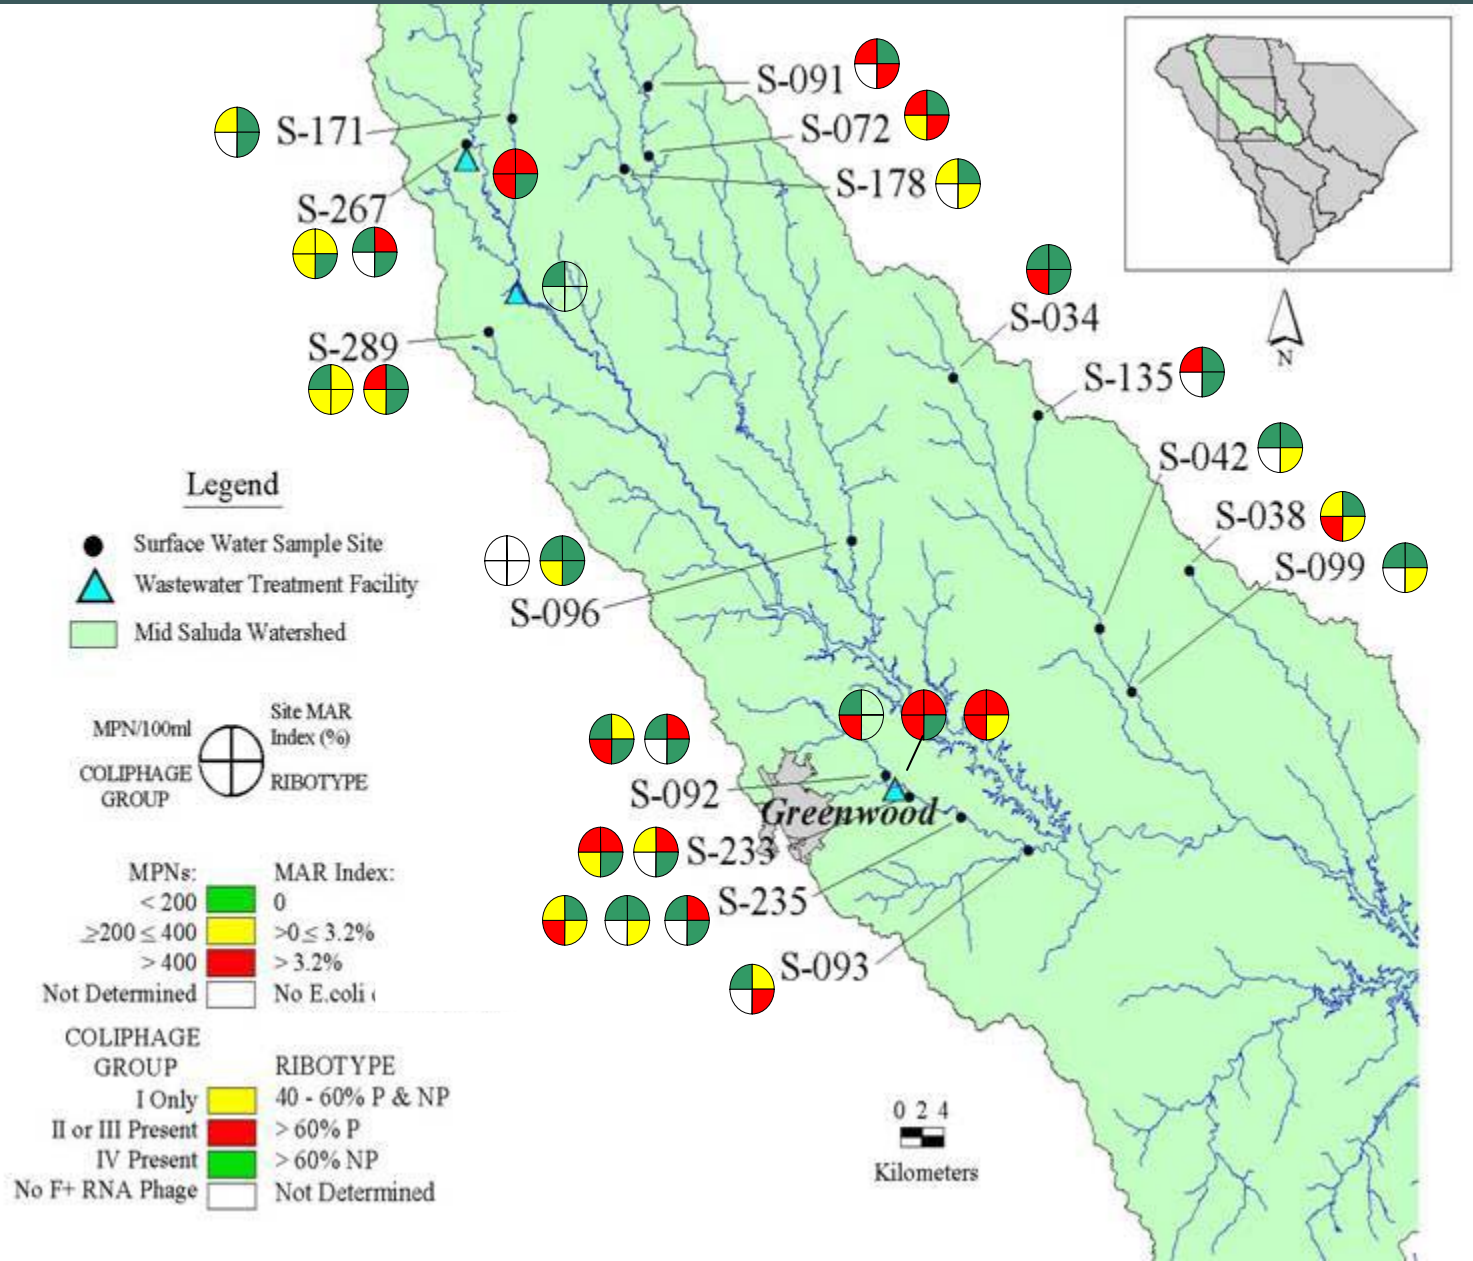 S-091
S-072
S-171
S-178
S-267
S-034
N
S-289
S-135
S-042
Legend
S-038
Surface Water Sample Site
S-099
Wastewater Treatment Facility
S-096
Mid Saluda Watershed
MPN/100ml
Site MAR
Index (%)
COLIPHAGE
GROUP
RIBOTYPE
S-092
Greenwood
S-233
S-235
S-093
MPNs:
MAR Index:
< 200
0
≥200 ≤ 400
>0 ≤ 3.2%
> 400
> 3.2%
Not Determined
No E.coli
COLIPHAGE
GROUP
RIBOTYPE
I Only
40 - 60% P & NP
II or III Present
> 60% P
IV Present
> 60% NP
No F+ RNA Phage
Not Determined
0 2 4
Kilometers